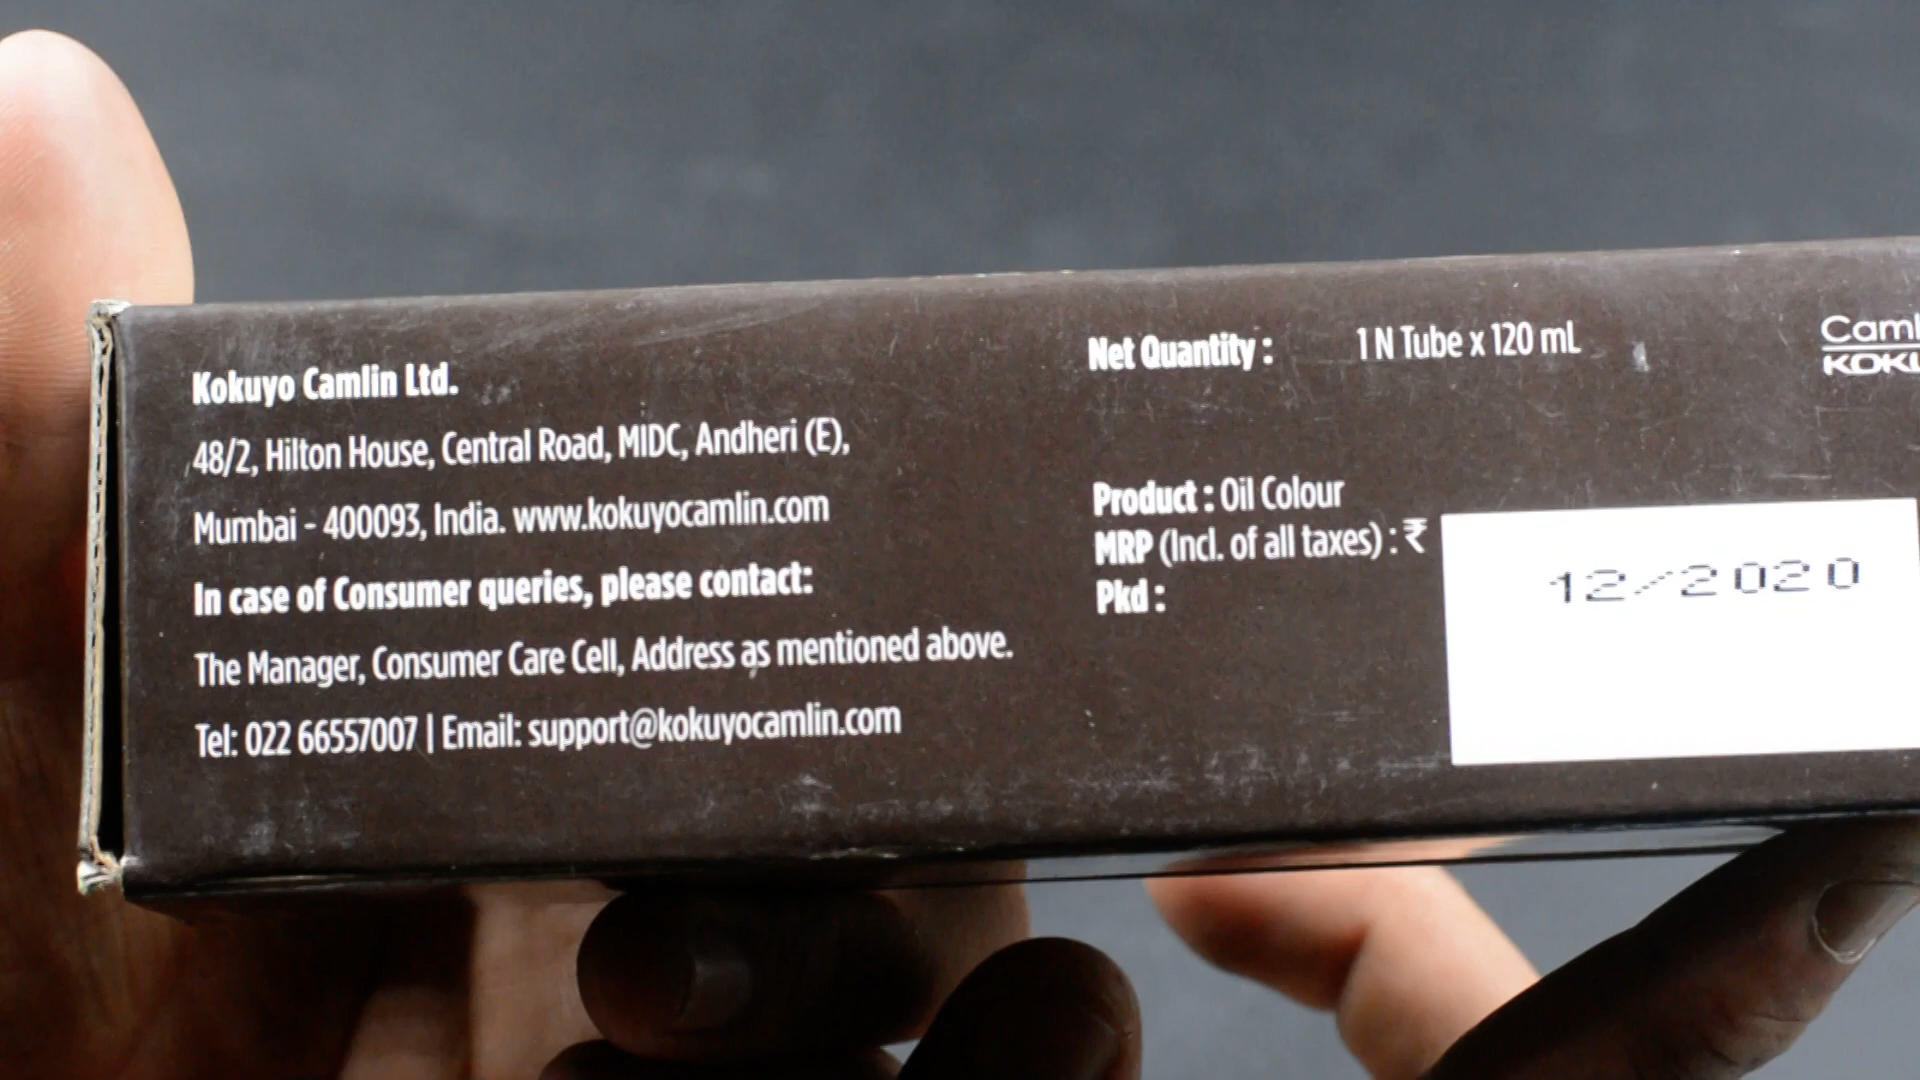 Kokuyo Camlin Ltd.
48/2, Hilton House, Central Road, MIDC, Andheri (E),
Mumbai - 400093, India. www.kokuyocamlin.com
In case of Consumer queries, please contact:
The Manager, Consumer Care Cell, Address as mentioned above.
Tel: 022 66557007 | Email: support@kokuyocamlin.com
Net Quantity : 1 N Tube x 120 mL
Product : Oil Colour
MRP (Incl. of all taxes) : ₹
Pkd :
12/2020